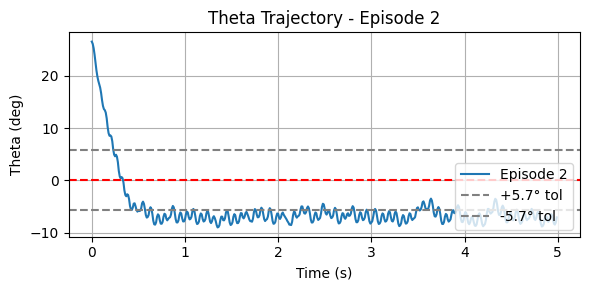 Theta Trajectory - Episode 2
Theta (deg)
20
10
0
−10
Episode 2
+5.7° tol
-5.7° tol
0
1
2
3
4
5
Time (s)